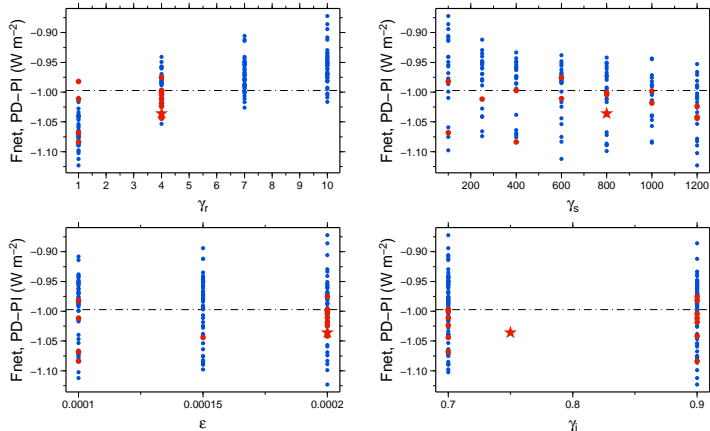 Fnet, PD−PI (W m⁻²)
−0.90
−0.95
−1.00
−1.05
−1.10
1 2 3 4 5 6 7 8 9 10
γr
Fnet, PD−PI (W m⁻²)
−0.90
−0.95
−1.00
−1.05
−1.10
200 400 600 800 1000 1200
γs
Fnet, PD−PI (W m⁻²)
−0.90
−0.95
−1.00
−1.05
−1.10
0.0001 0.00015 0.0002
ε
Fnet, PD−PI (W m⁻²)
−0.90
−0.95
−1.00
−1.05
−1.10
0.7 0.8 0.9
γi